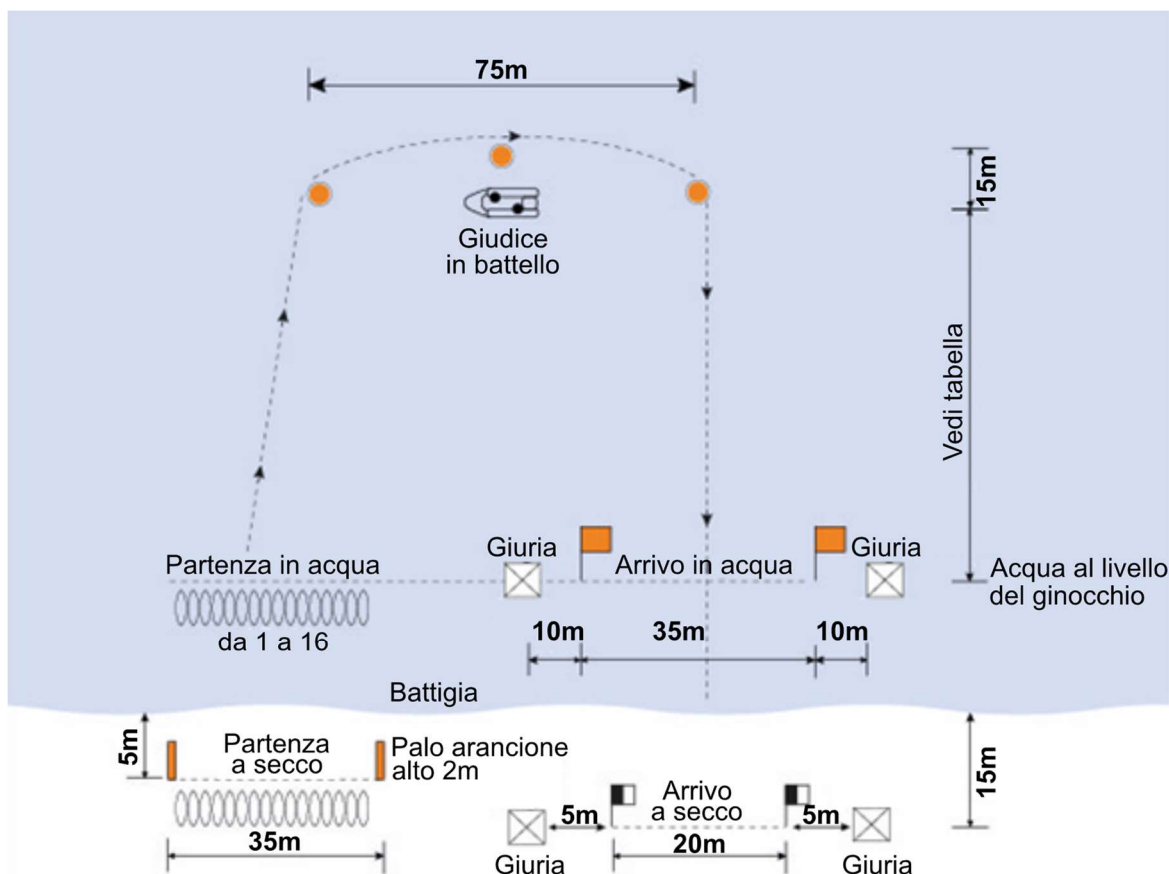 75m
15m
Giudice
in battello
Vedi tabella
Partenza in acqua
Giuria
Arrivo in acqua
Giuria
Acqua al livello
del ginocchio
da 1 a 16
10m
35m
10m
Battigia
5m
Partenza
a secco
Palo arancione
alto 2m
15m
Arrivo
a secco
5m
5m
35m
Giuria
20m
Giuria